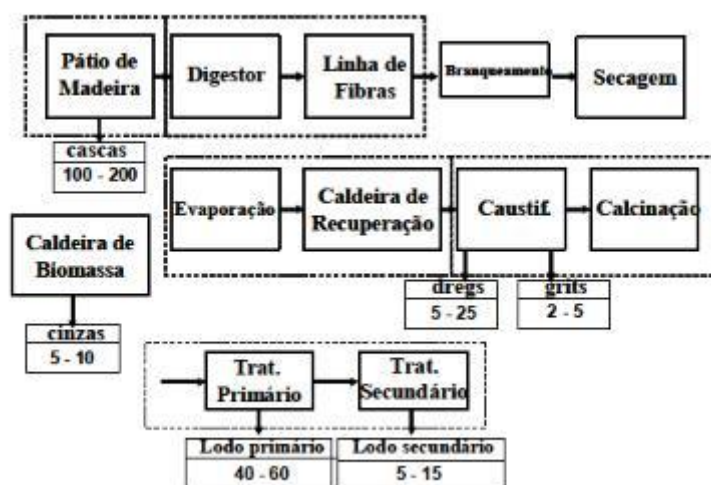 Pátio de
Madeira
Digestor
Linha de
Fibras
Branqueamento
Secagem
cascas
100 - 200
Evaporação
Caldeira de
Recuperação
Caustif.
Calcinação
Caldeira de
Biomassa
dregs
5 - 25
grits
2 - 5
cinzas
5 - 10
Trat.
Primário
Trat.
Secundário
Lodo primário
40 - 60
Lodo secundário
5 - 15